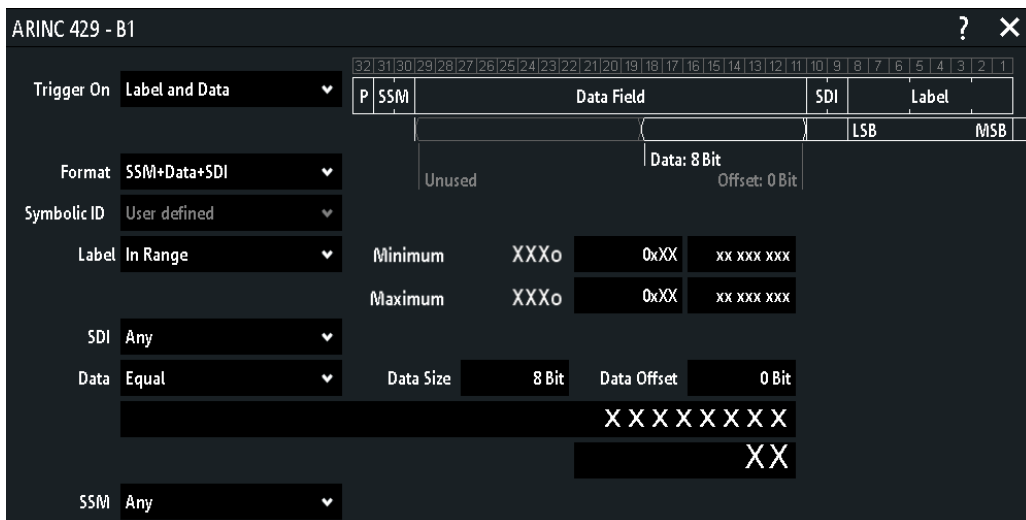 ARINC 429 - B1 ? ✕
32 31 30 29 28 27 26 25 24 23 22 21 20 19 18 17 16 15 14 13 12 11 10 9 8 7 6 5 4 3 2 1
Trigger On Label and Data P SSM Data Field SDI Label
LSB MSB
Data: 8 Bit
Format SSM+Data+SDI Unused Offset: 0 Bit
Symbolic ID User defined
Label In Range Minimum XXXo 0xXX xx xxx xxx
Maximum XXXo 0xXX xx xxx xxx
SDI Any
Data Equal Data Size 8 Bit Data Offset 0 Bit
X X X X X X X X
XX
SSM Any